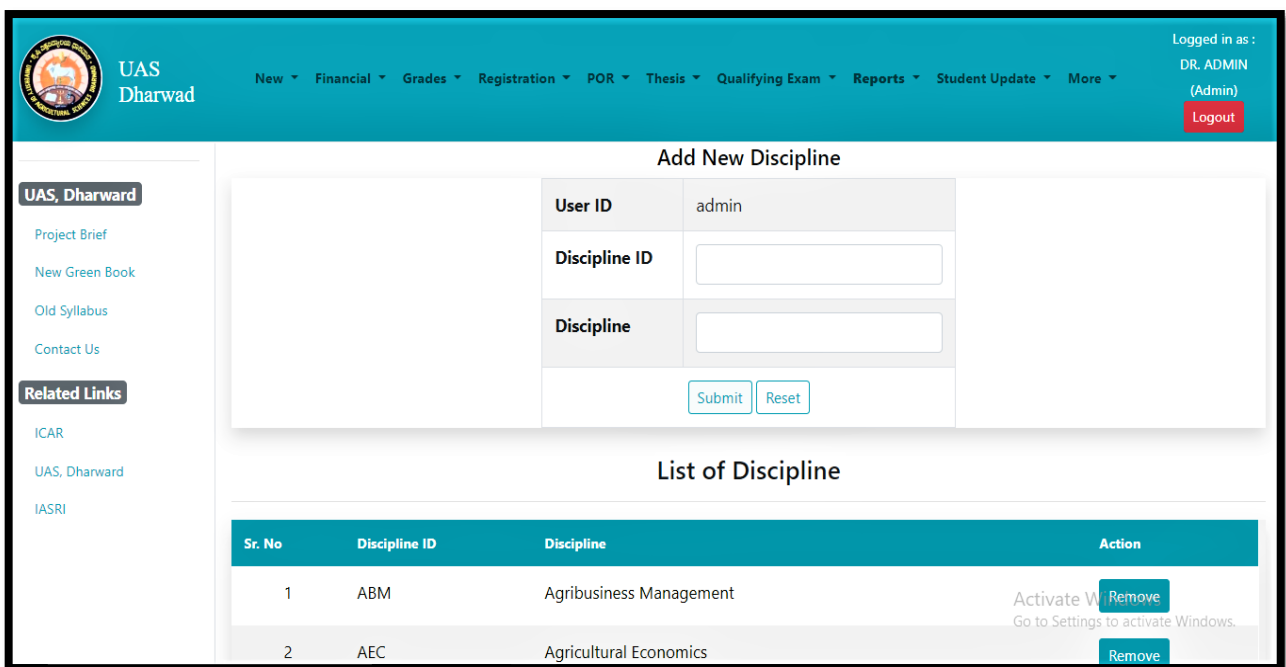 UAS
Dharwad
New Financial Grades Registration POR Thesis Qualifying Exam Reports Student Update More
Logged in as :
DR. ADMIN
(Admin)
Logout
UAS, Dharward
Project Brief
New Green Book
Old Syllabus
Contact Us
Related Links
ICAR
UAS, Dharward
IASRI
Add New Discipline
User ID admin
Discipline ID
Discipline
Submit Reset
List of Discipline
Sr. No Discipline ID Discipline Action
1 ABM Agribusiness Management Remove
2 AEC Agricultural Economics Remove
Activate Windows
Go to Settings to activate Windows.